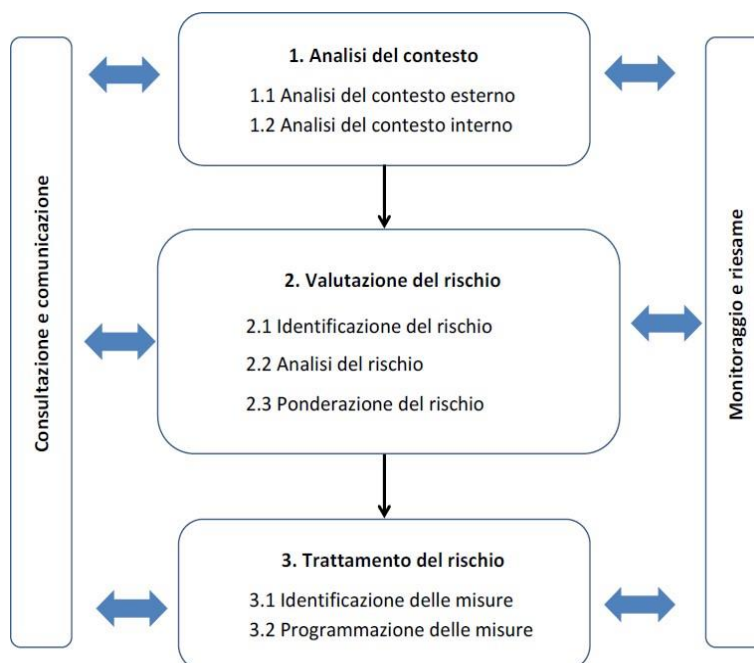 Consultazione e comunicazione
1. Analisi del contesto
1.1 Analisi del contesto esterno
1.2 Analisi del contesto interno
2. Valutazione del rischio
2.1 Identificazione del rischio
2.2 Analisi del rischio
2.3 Ponderazione del rischio
3. Trattamento del rischio
3.1 Identificazione delle misure
3.2 Programmazione delle misure
Monitoraggio e riesame